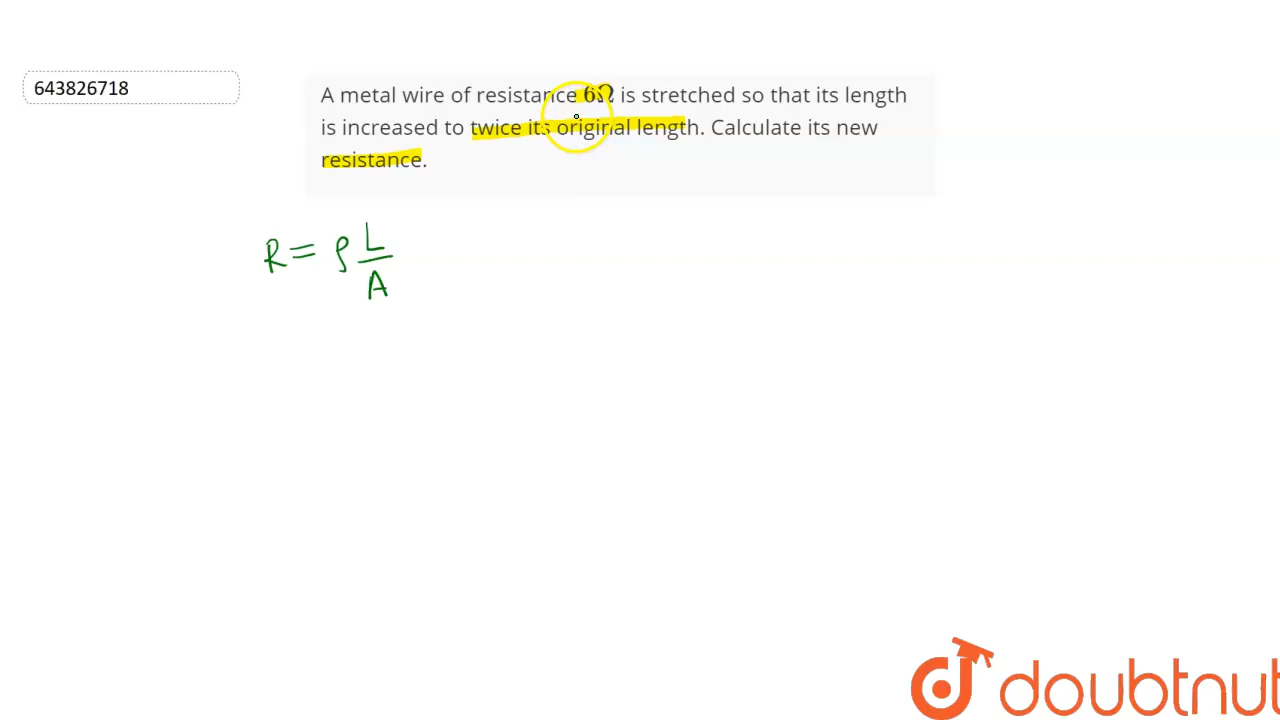 643826718
A metal wire of resistance 6Ω is stretched so that its length
is increased to twice its original length. Calculate its new
resistance.
R = ρ L/A
doubtnut